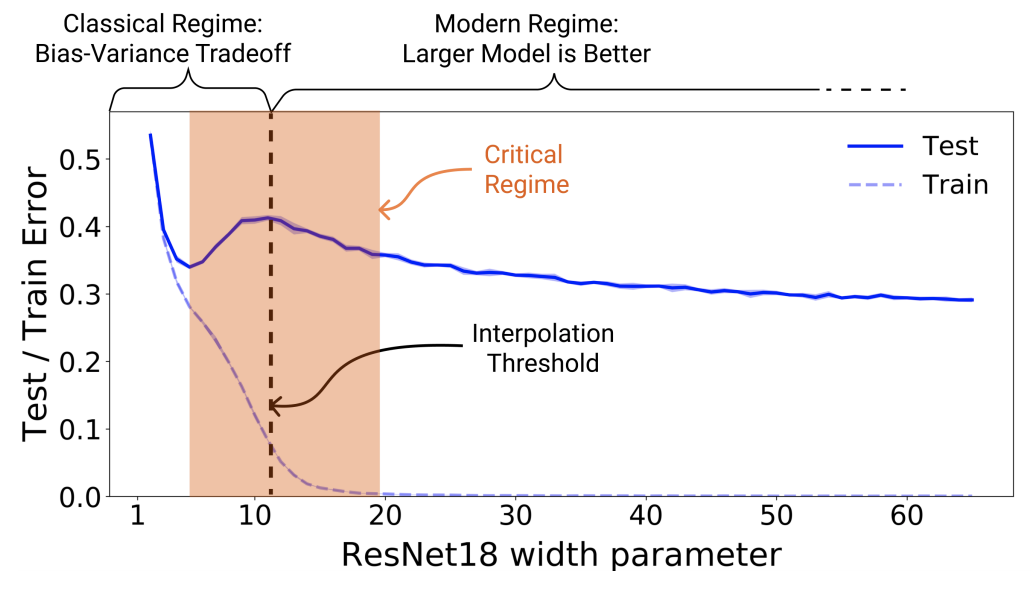 Classical Regime:
Bias-Variance Tradeoff
Modern Regime:
Larger Model is Better
Test
Train
Critical
Regime
Interpolation
Threshold
Test / Train Error
0.5
0.4
0.3
0.2
0.1
0.0
1 10 20 30 40 50 60
ResNet18 width parameter